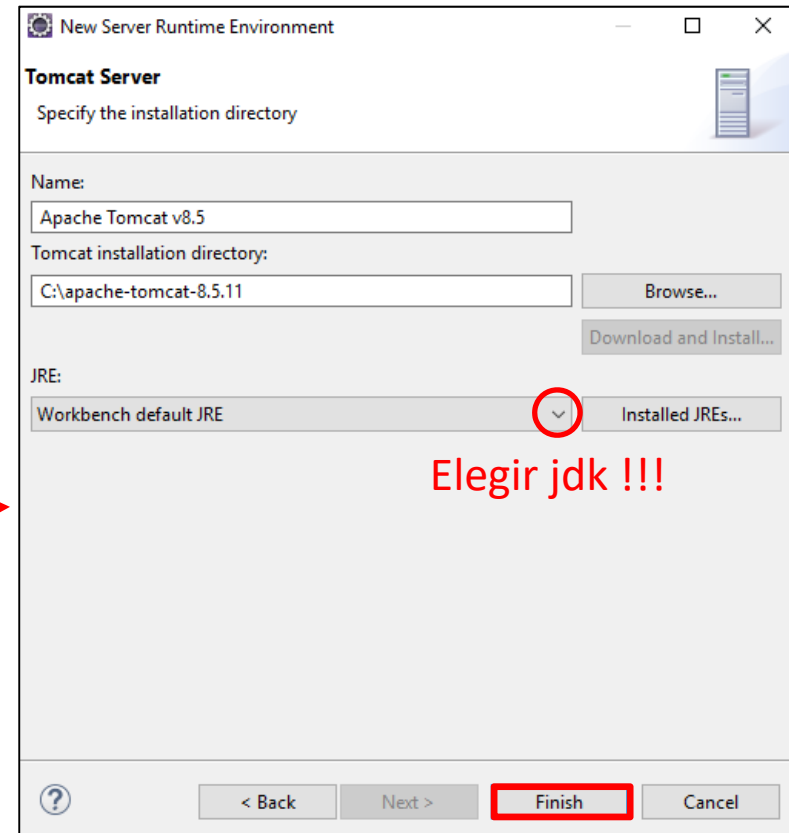 New Server Runtime Environment
Tomcat Server
Specify the installation directory
Name:
Apache Tomcat v8.5
Tomcat installation directory:
C:\apache-tomcat-8.5.11
Browse...
Download and Install...
JRE:
Workbench default JRE
Installed JREs...
Elegir jdk !!!
?
< Back
Next >
Finish
Cancel